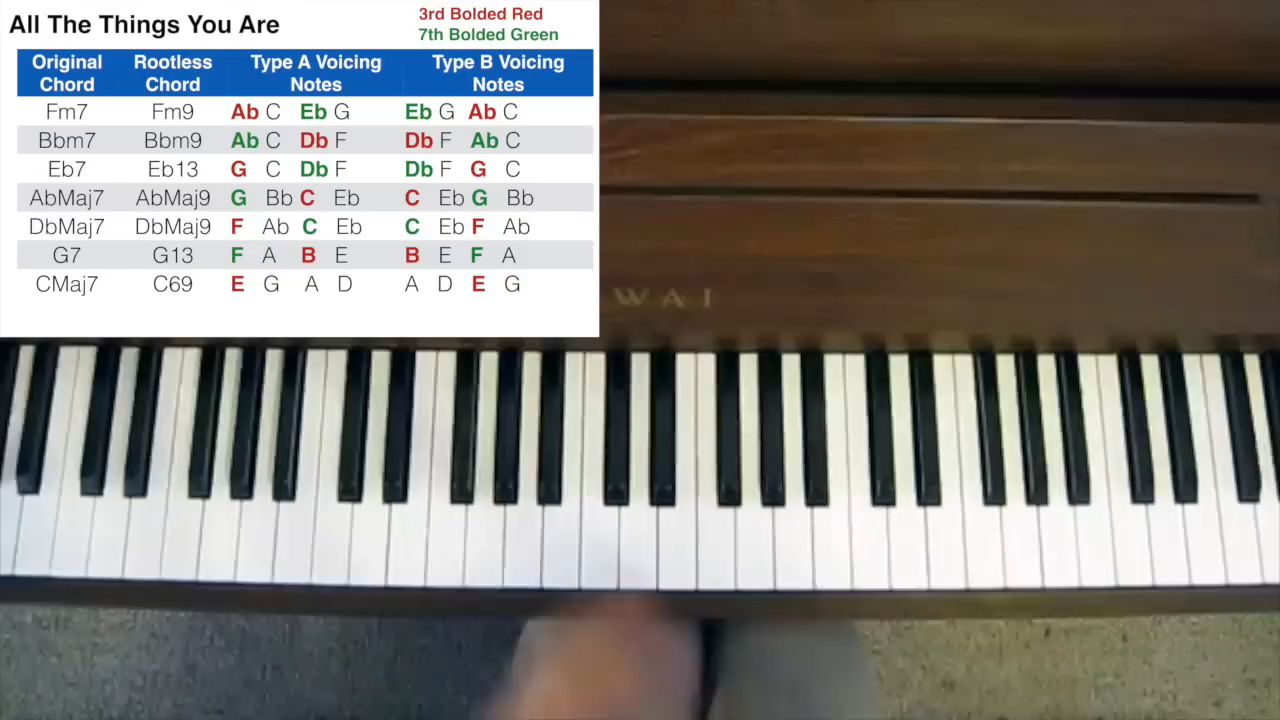 All The Things You Are
3rd Bolded Red
7th Bolded Green
Original Chord Rootless Chord Type A Voicing Notes Type B Voicing Notes
Fm7 Fm9 Ab C Eb G Eb G Ab C
Bbm7 Bbm9 Ab C Db F Db F Ab C
Eb7 Eb13 G C Db F Db F G C
AbMaj7 AbMaj9 G Bb C Eb C Eb G Bb
DbMaj7 DbMaj9 F Ab C Eb C Eb F Ab
G7 G13 F A B E B E F A
CMaj7 C69 E G A D A D E G
WAI